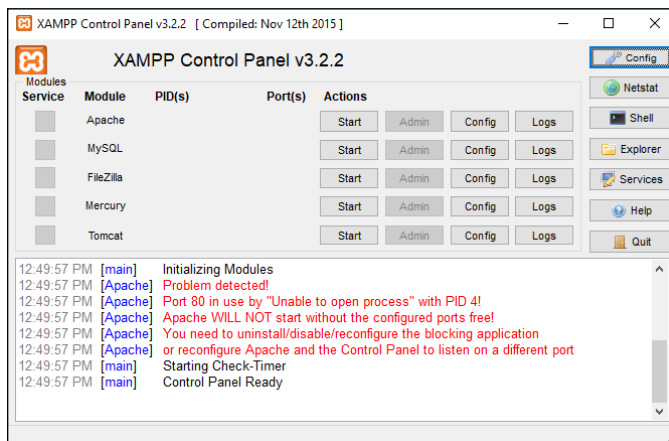 XAMPP Control Panel v3.2.2 [ Compiled: Nov 12th 2015 ]
XAMPP Control Panel v3.2.2
Config
Modules
Service Module PID(s) Port(s) Actions
Netstat
Apache Start Admin Config Logs
Shell
MySQL Start Admin Config Logs
Explorer
FileZilla Start Admin Config Logs
Services
Mercury Start Admin Config Logs
Help
Tomcat Start Admin Config Logs
Quit
12:49:57 PM [main] Initializing Modules
12:49:57 PM [Apache] Problem detected!
12:49:57 PM [Apache] Port 80 in use by "Unable to open process" with PID 4!
12:49:57 PM [Apache] Apache WILL NOT start without the configured ports free!
12:49:57 PM [Apache] You need to uninstall/disable/reconfigure the blocking application
12:49:57 PM [Apache] or reconfigure Apache and the Control Panel to listen on a different port
12:49:57 PM [main] Starting Check-Timer
12:49:57 PM [main] Control Panel Ready